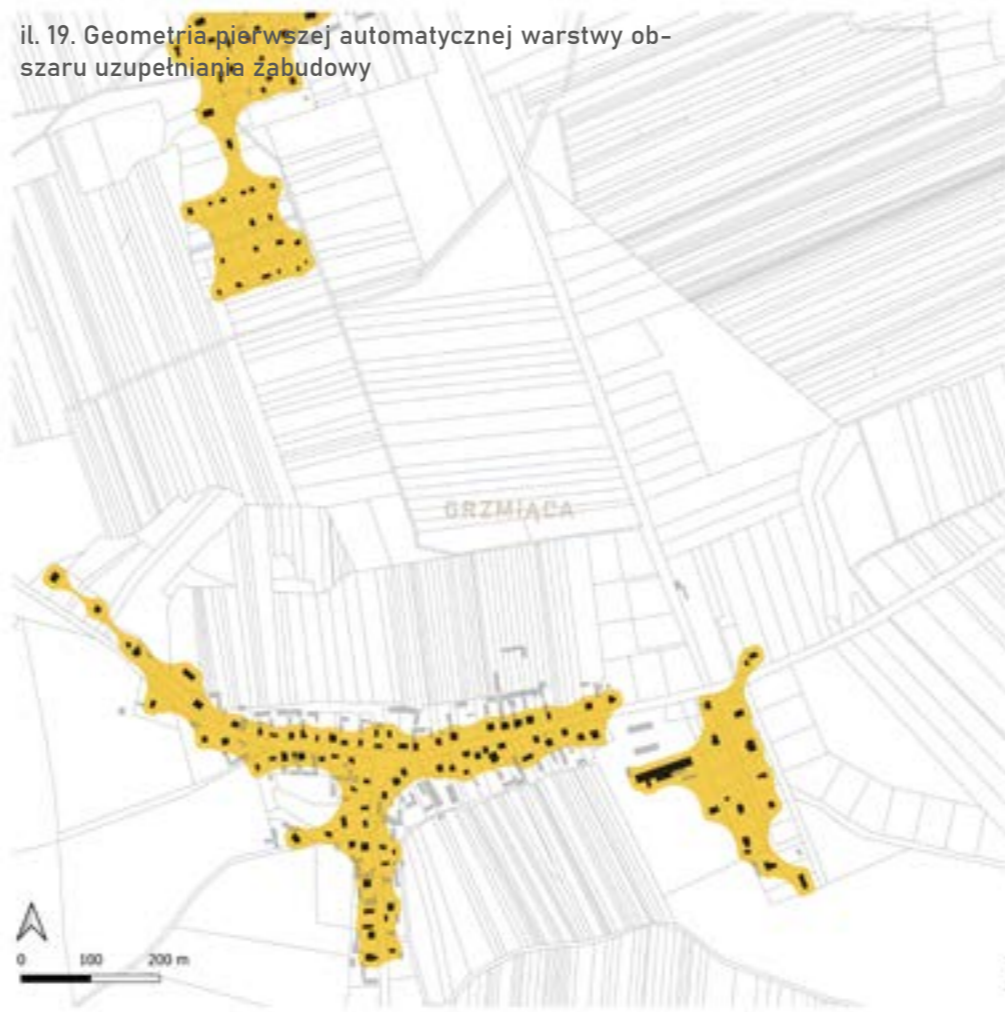 il. 19. Geometria pierwszej automatycznej warstwy ob-
szaru uzupełniania zabudowy
GRZMIĄCA
0 100 200 m